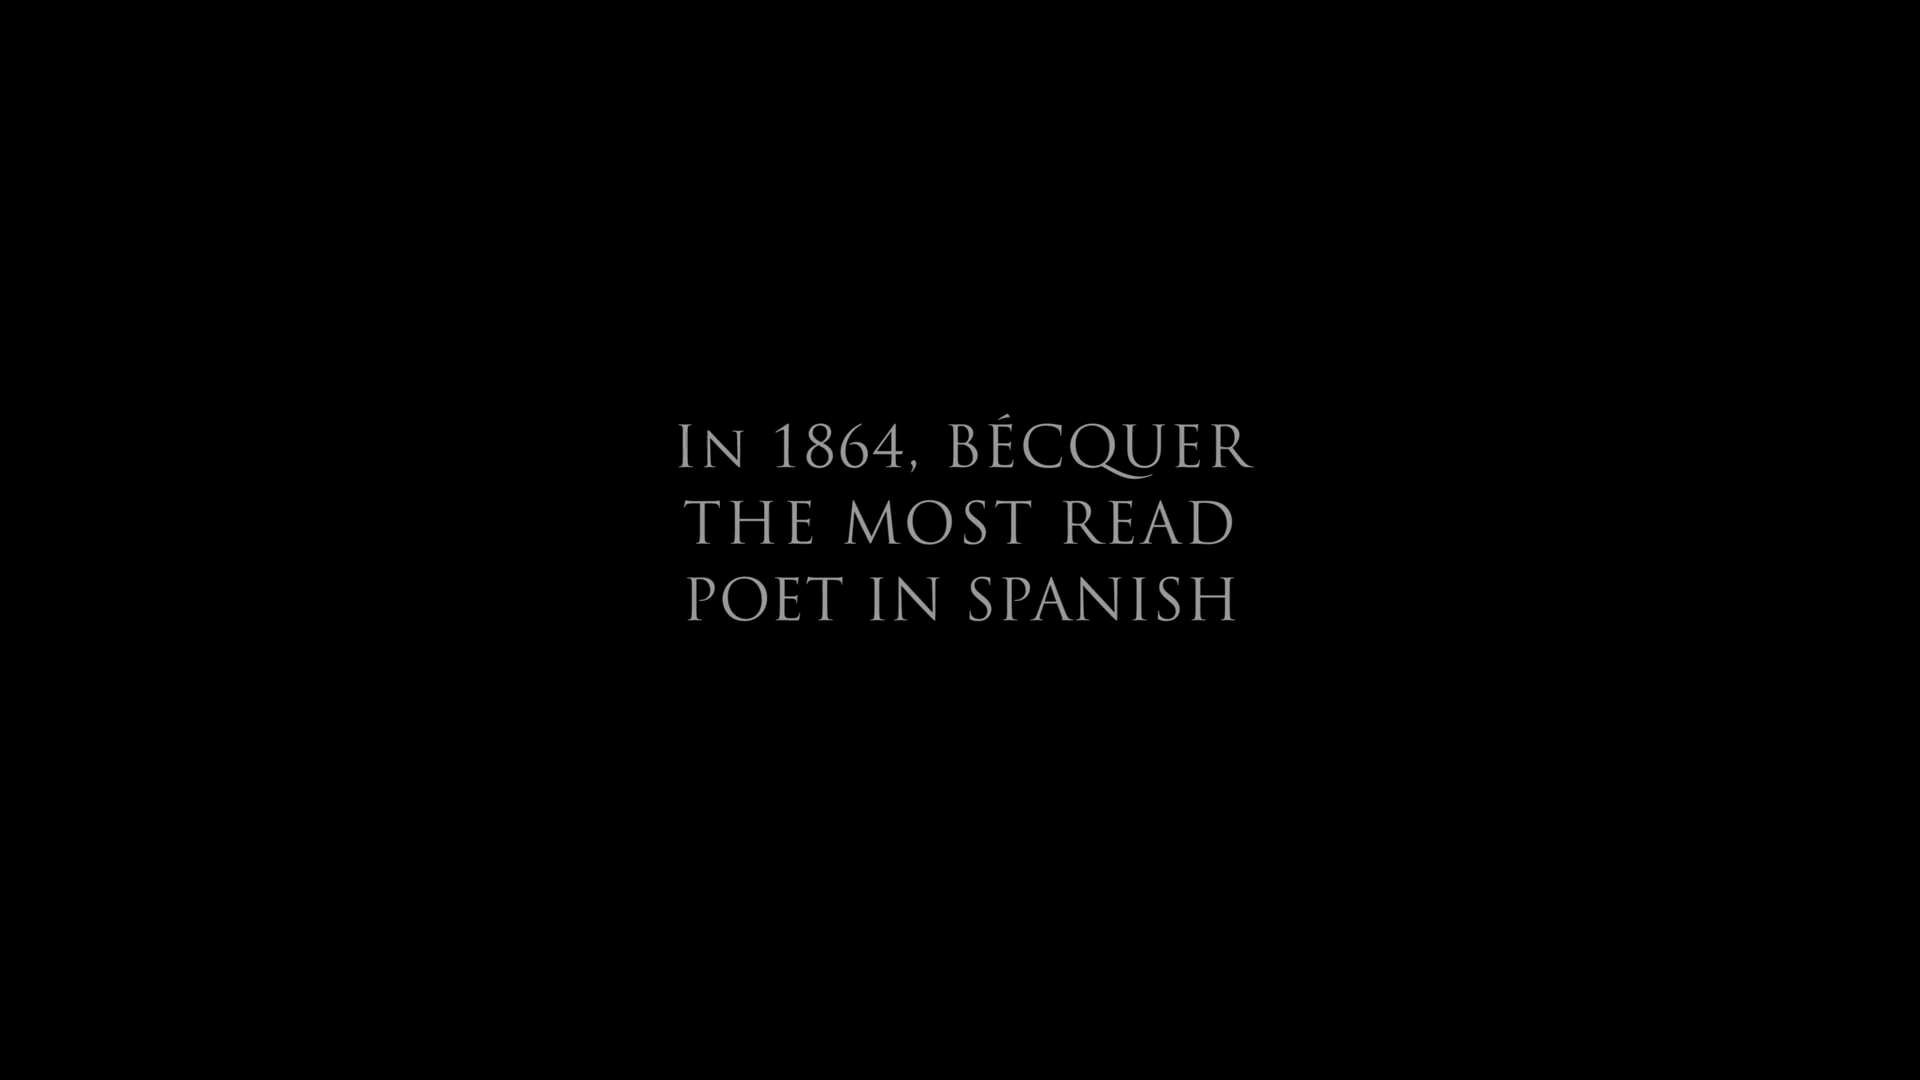 In 1864, BÉCQUER
THE MOST READ
POET IN SPANISH